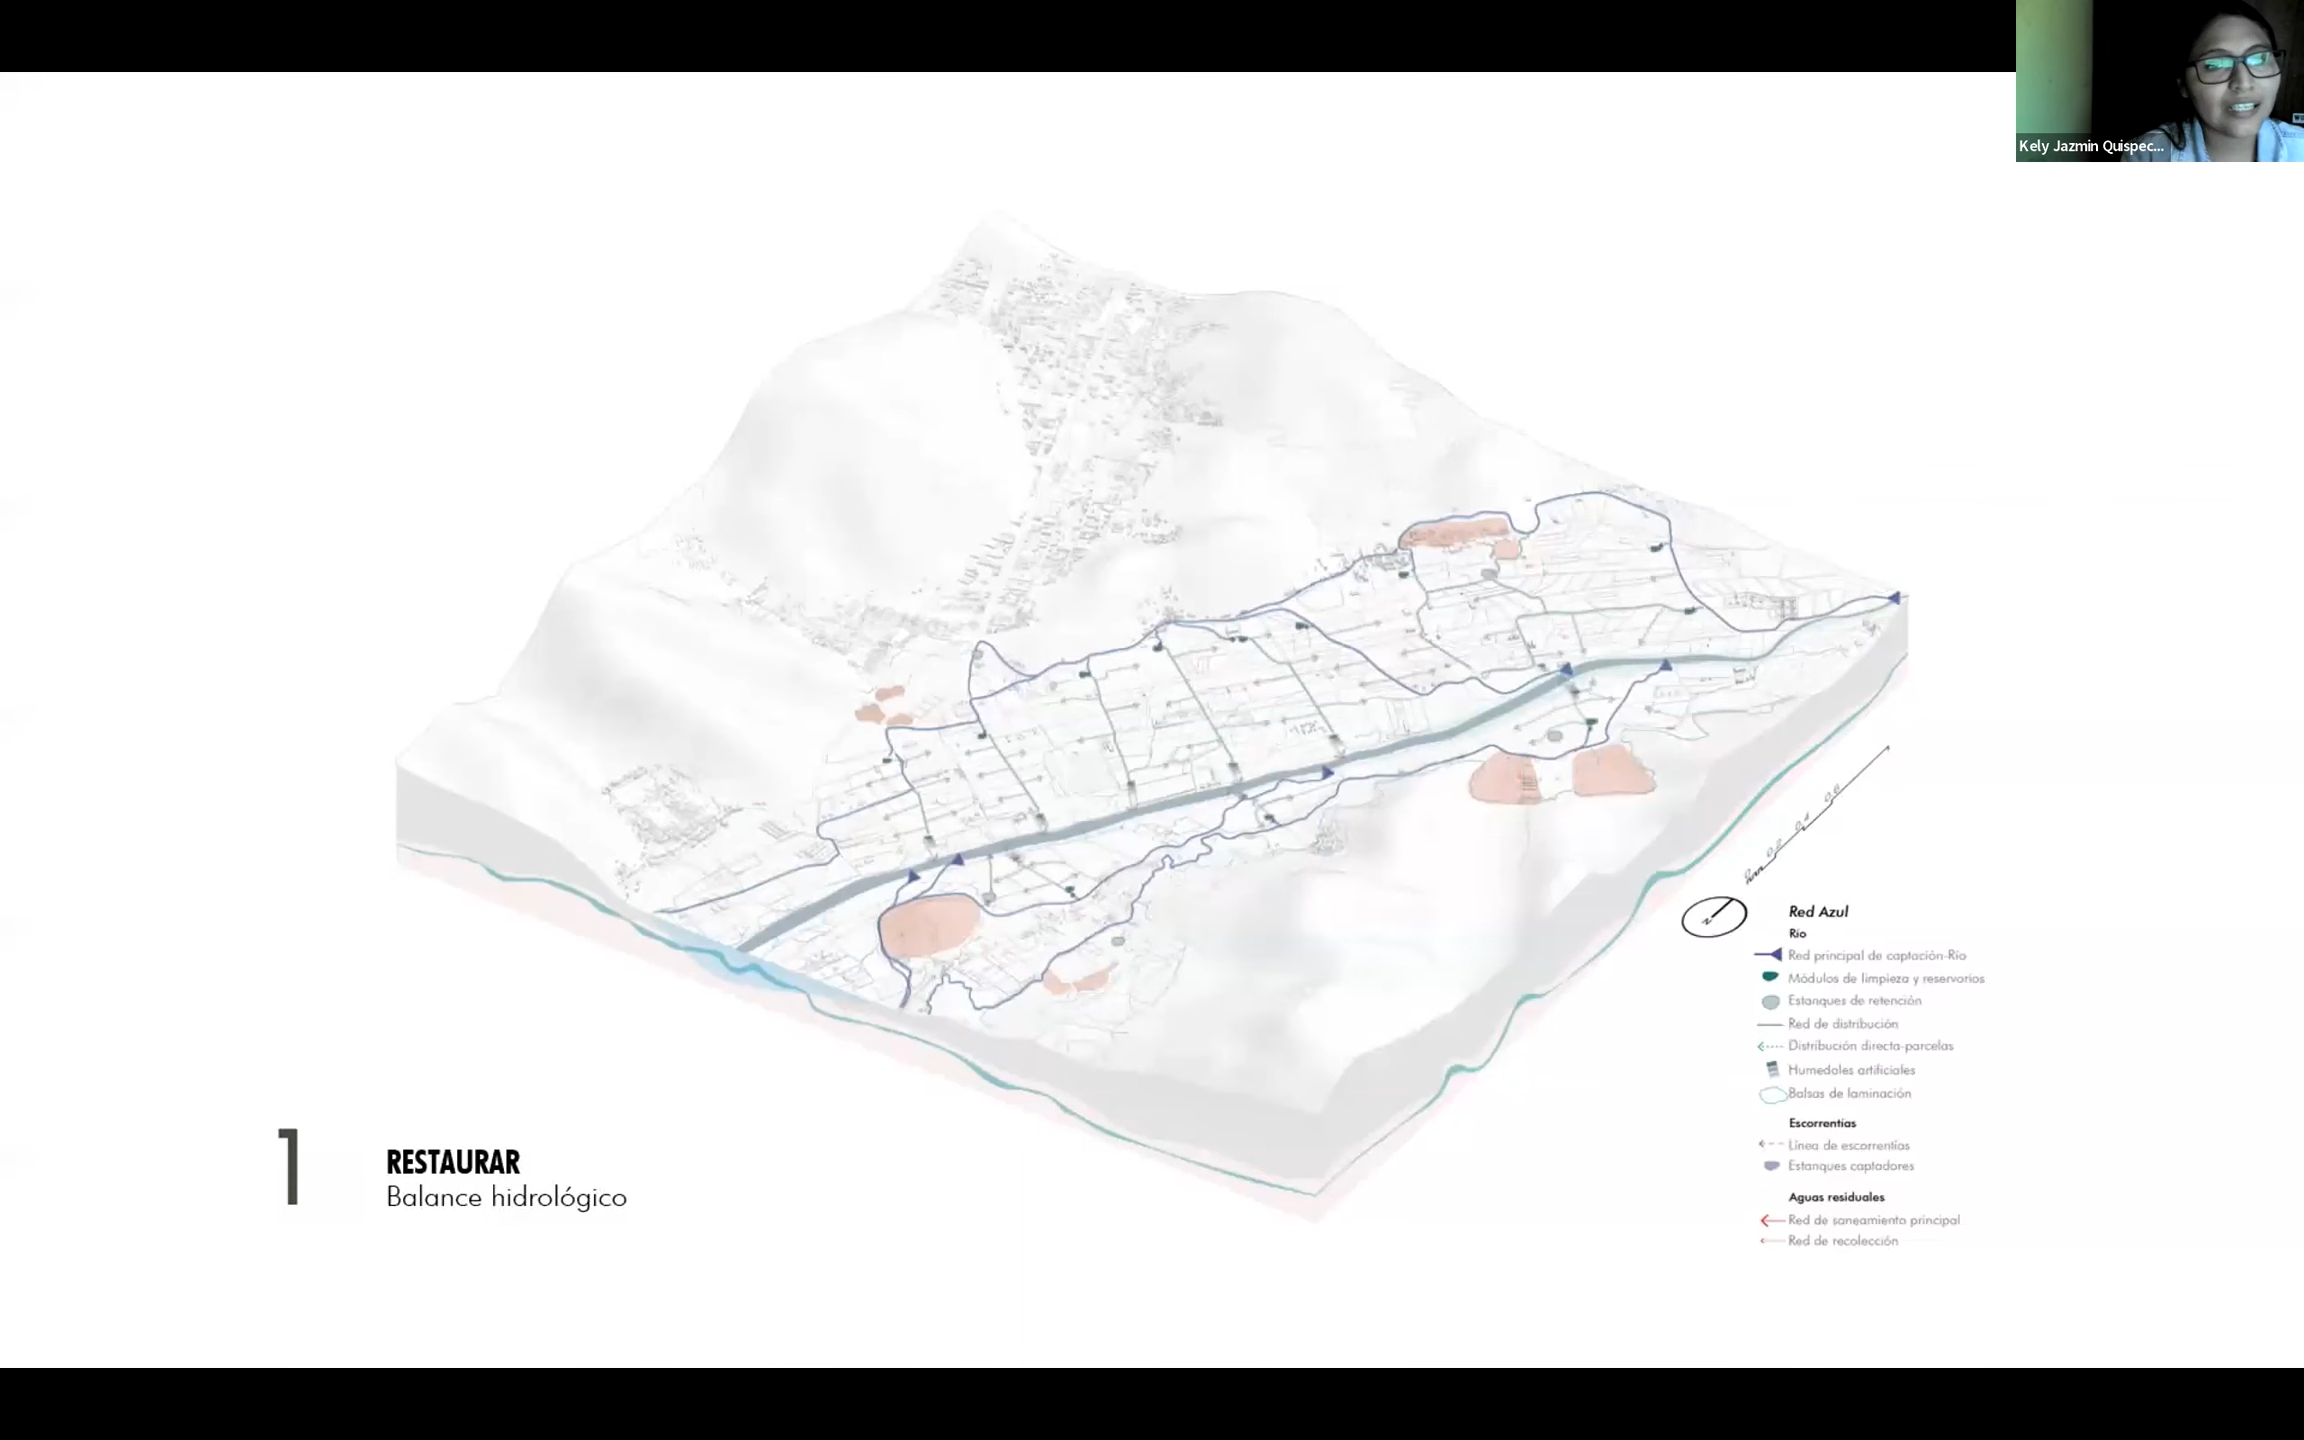 Kely Jazmin Quispec...
Red Azul
Río
Red principal de captación-Río
Módulos de limpieza y reservorios
Estanques de retención
Red de distribución
Distribución directa-parcelas
Humedales artificiales
Balsas de laminación
Escorrentías
Línea de escorrentías
Estanques captadores
Aguas residuales
Red de saneamiento principal
Red de recolección
N
1
RESTAURAR
Balance hidrológico